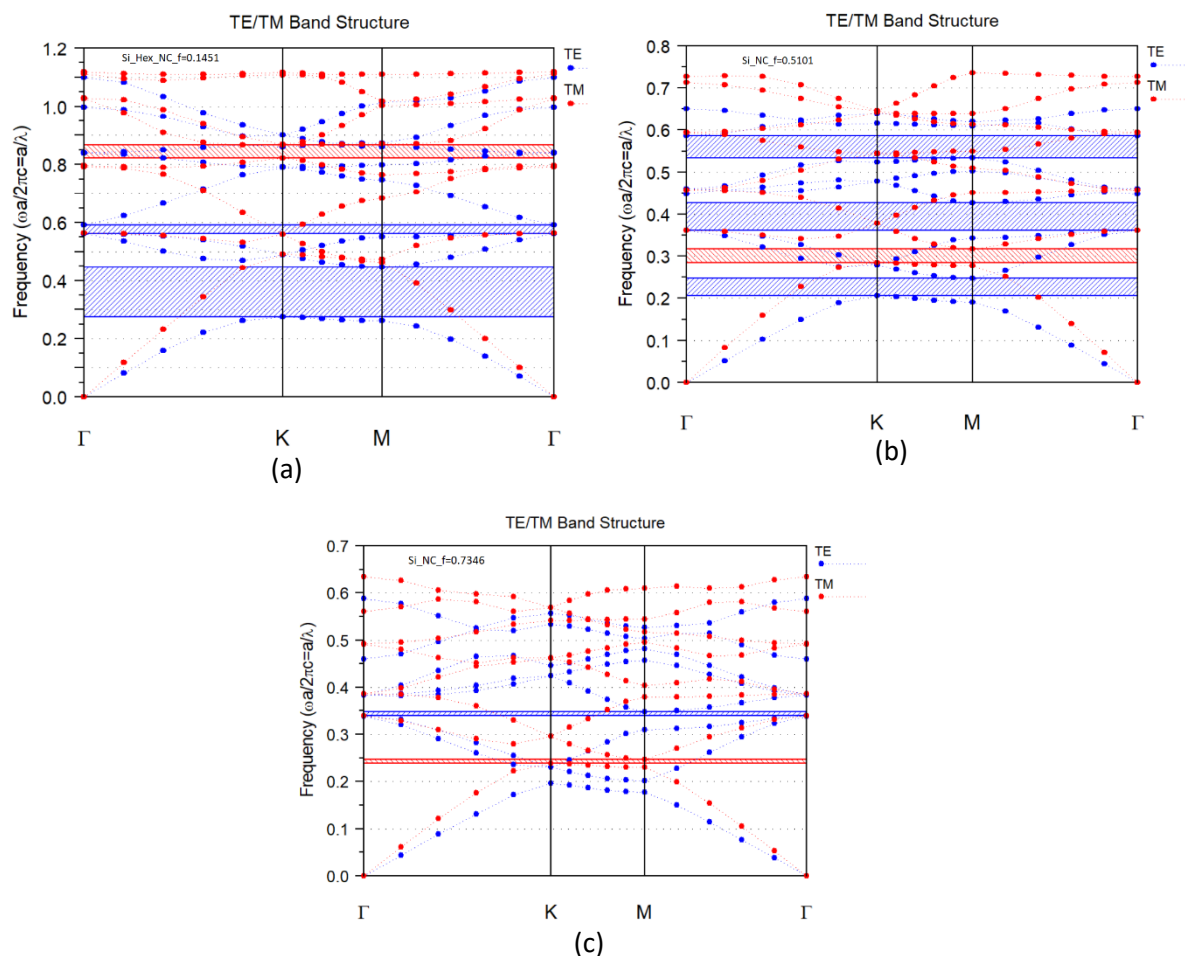 TE/TM Band Structure
Si_Hex_NC_f=0.1451
TE
TM
Frequency (ωa/2πc=a/λ)
1.2
1.0
0.8
0.6
0.4
0.2
0.0
Γ K M Γ
(a)
TE/TM Band Structure
Si_NC_f=0.5101
TE
TM
Frequency (ωa/2πc=a/λ)
0.8
0.7
0.6
0.5
0.4
0.3
0.2
0.1
0.0
Γ K M Γ
(b)
TE/TM Band Structure
Si_NC_f=0.7346
TE
TM
Frequency (ωa/2πc=a/λ)
0.7
0.6
0.5
0.4
0.3
0.2
0.1
0.0
Γ K M Γ
(c)